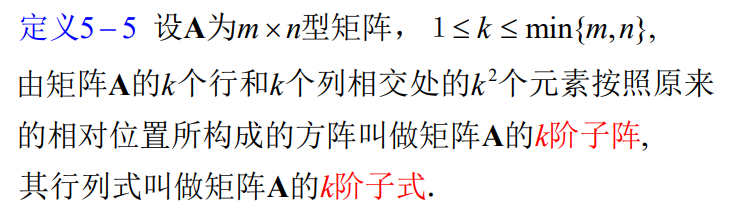 定义5－5 设A为m×n型矩阵，1≤k≤min{m,n},
由矩阵A的k个行和k个列相交处的k²个元素按照原来
的相对位置所构成的方阵叫做矩阵A的k阶子阵,
其行列式叫做矩阵A的k阶子式.